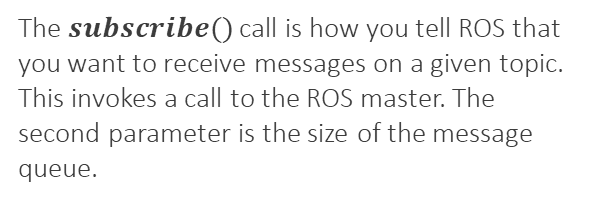 The subscribe() call is how you tell ROS that
you want to receive messages on a given topic.
This invokes a call to the ROS master. The
second parameter is the size of the message
queue.